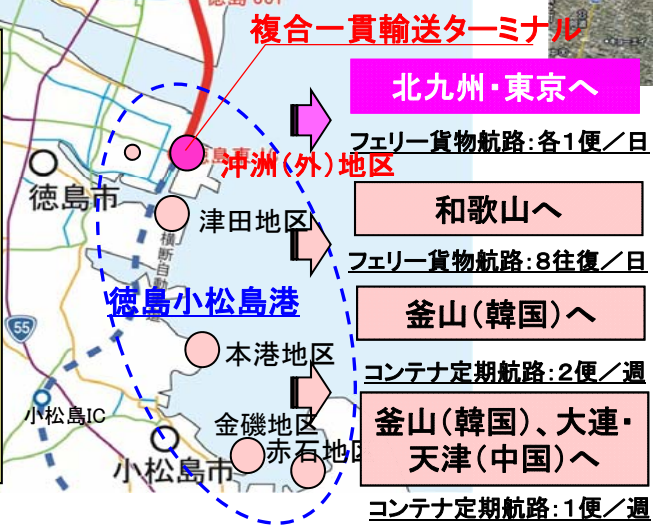 複合一貫輸送ターミナル
北九州・東京へ
フェリー貨物航路：各１便／日
沖洲（外）地区
徳島市
津田地区
和歌山へ
フェリー貨物航路：８往復／日
横断自動
徳島小松島港
釜山（韓国）へ
55
本港地区
コンテナ定期航路：２便／週
小松島IC
金磯地区
赤石地区
釜山（韓国）、大連・
天津（中国）へ
小松島市
コンテナ定期航路：１便／週